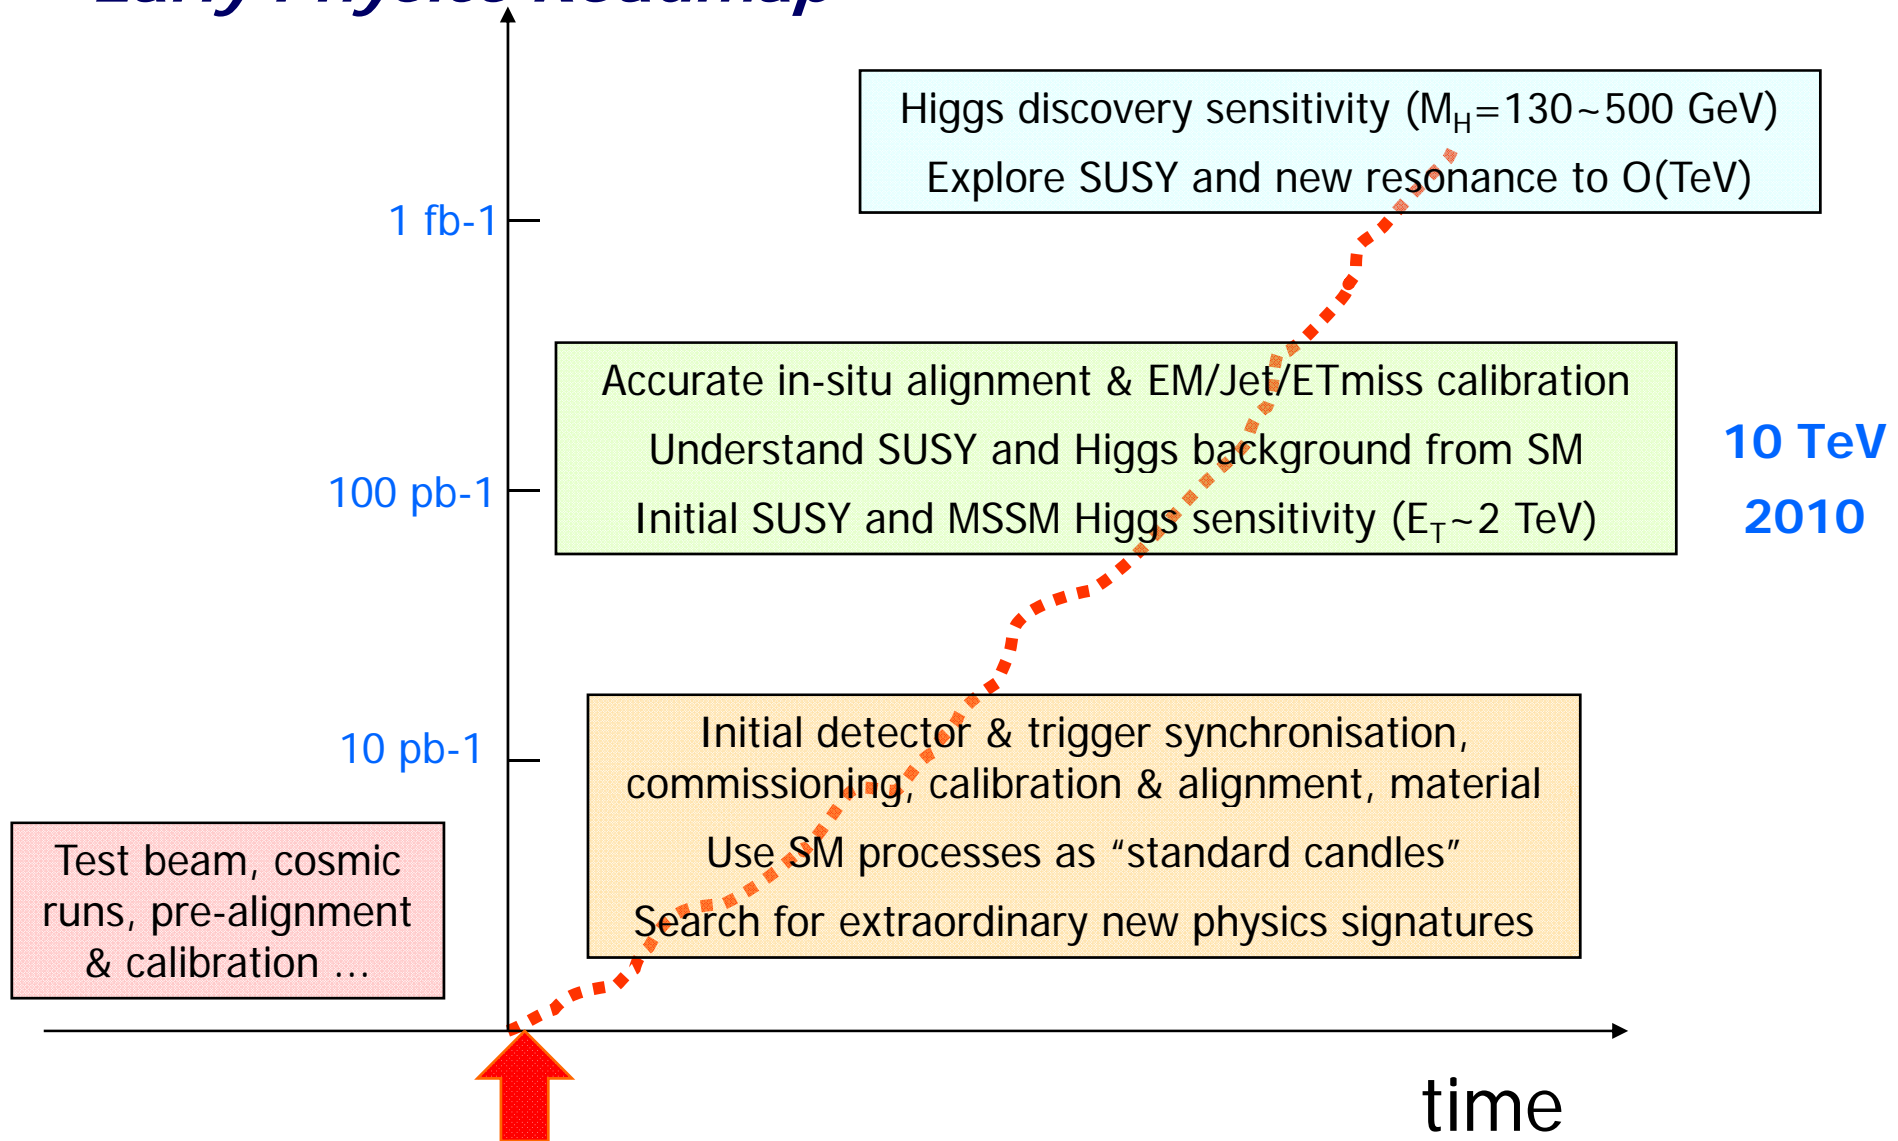 Early Physics Roadmap
Higgs discovery sensitivity (MH=130~500 GeV)
Explore SUSY and new resonance to O(TeV)
1 fb-1
Accurate in-situ alignment & EM/Jet/ETmiss calibration
Understand SUSY and Higgs background from SM
Initial SUSY and MSSM Higgs sensitivity (ET~2 TeV)
100 pb-1
10 TeV
2010
10 pb-1
Initial detector & trigger synchronisation,
commissioning, calibration & alignment, material
Use SM processes as “standard candles”
Search for extraordinary new physics signatures
Test beam, cosmic
runs, pre-alignment
& calibration ...
time